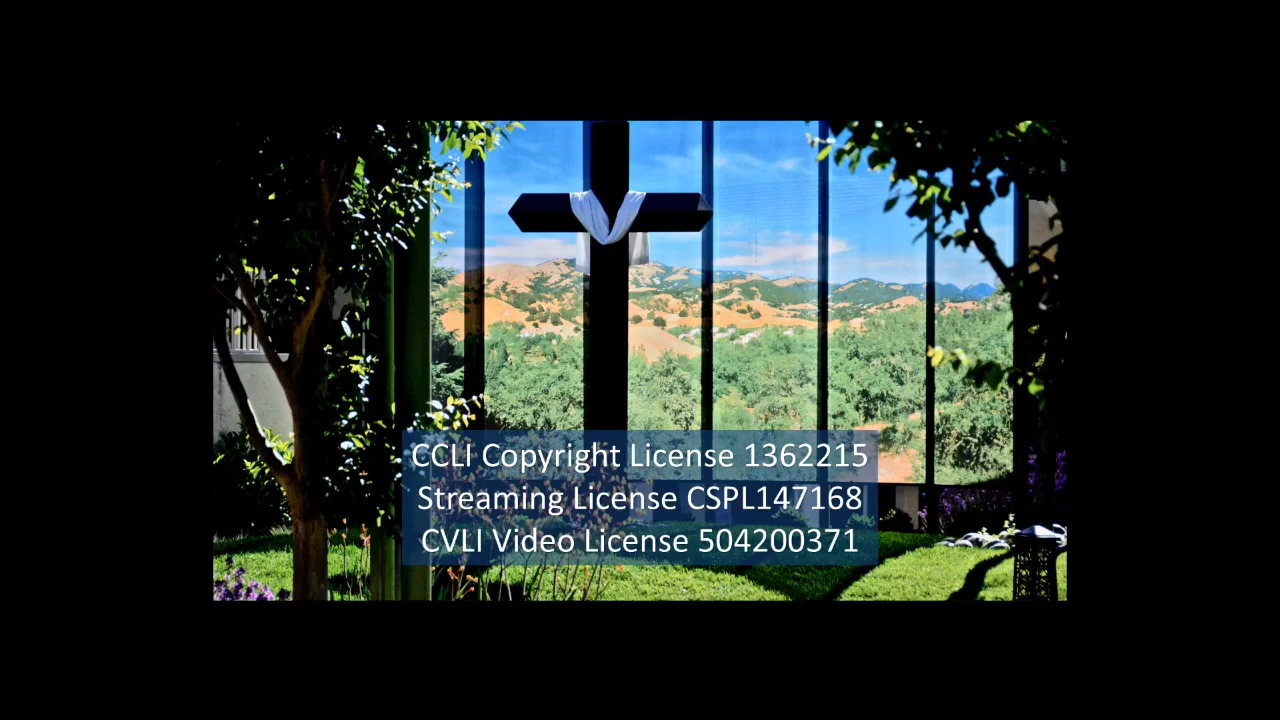 CCLI Copyright License 1362215
Streaming License CSPL147168
CVLI Video License 504200371